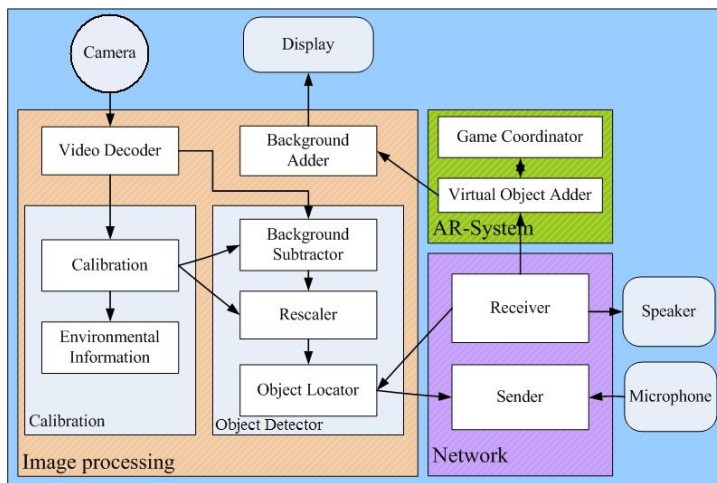 Camera
Display
Video Decoder
Background
Adder
Game Coordinator
Virtual Object Adder
AR-System
Calibration
Background
Subtractor
Environmental
Information
Rescaler
Object Locator
Calibration
Object Detector
Image processing
Receiver
Speaker
Sender
Microphone
Network